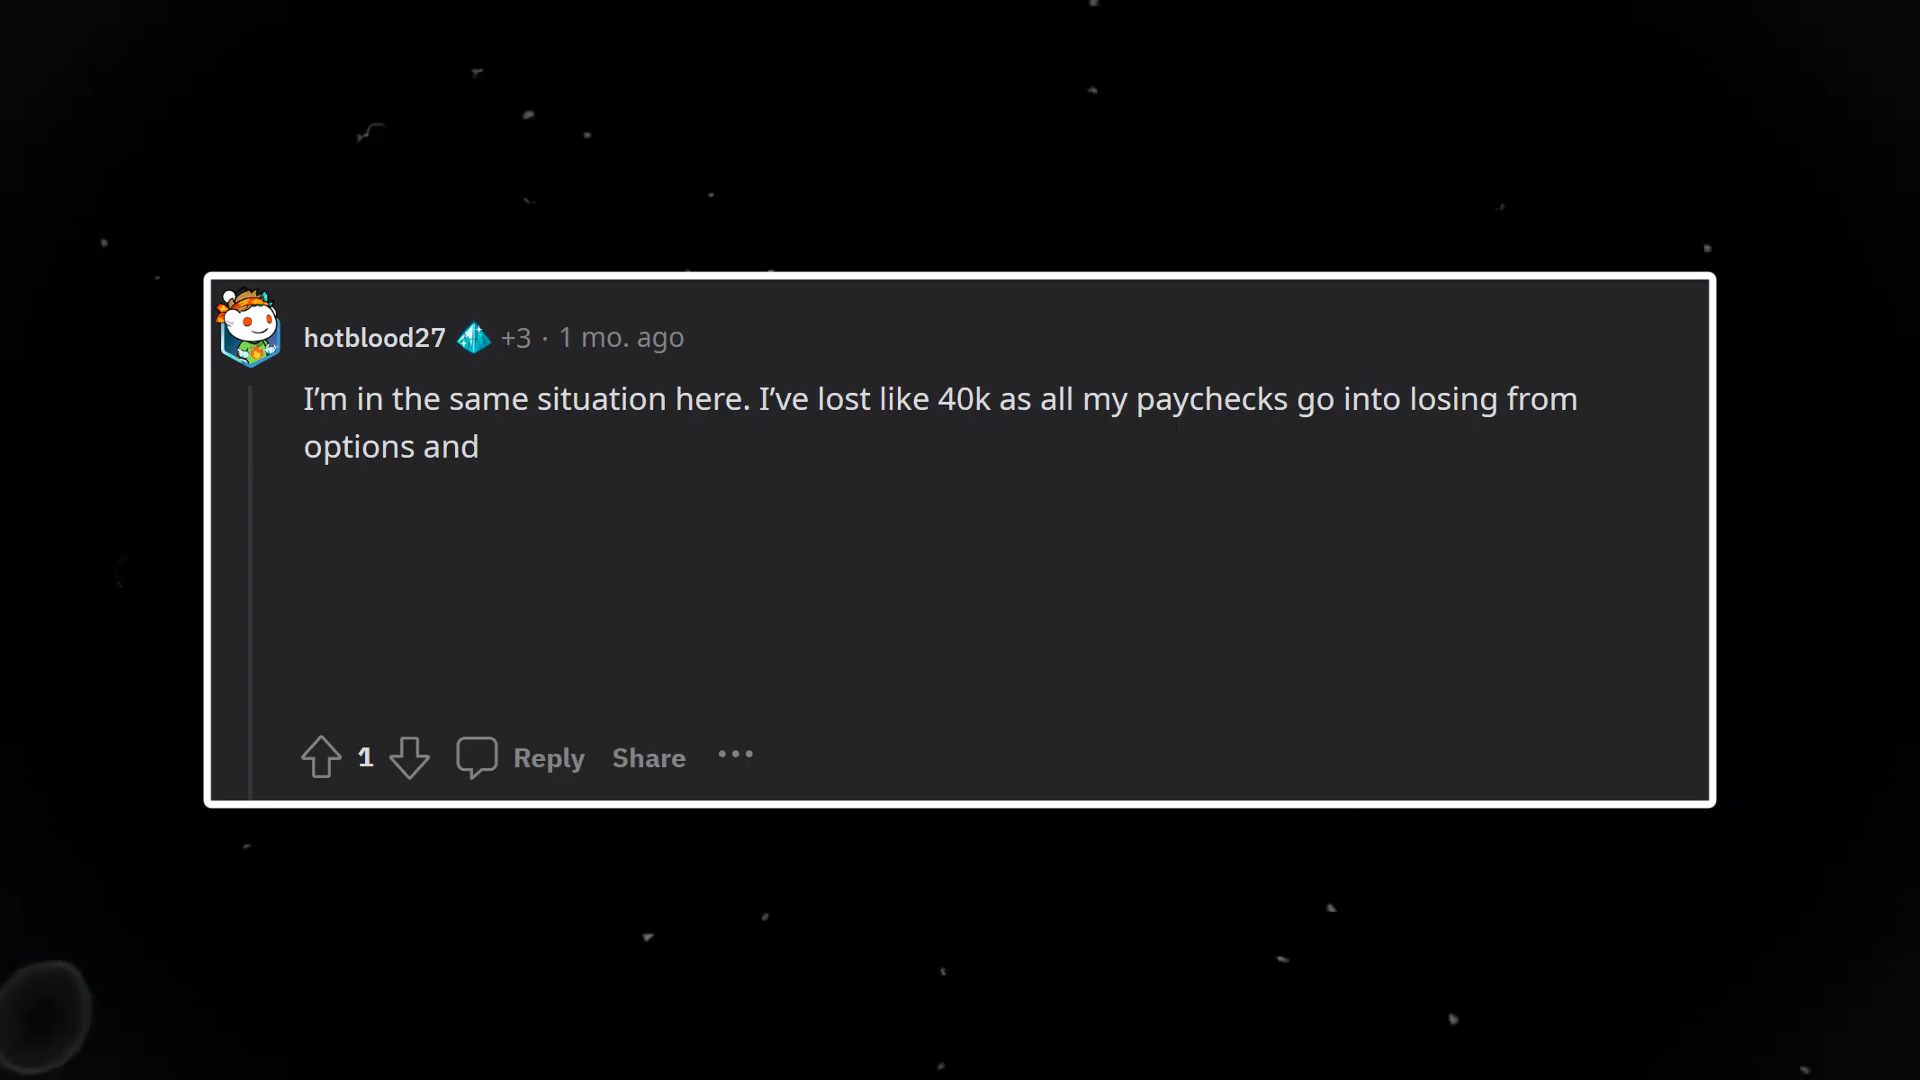 hotblood27 +3 · 1 mo. ago
I’m in the same situation here. I’ve lost like 40k as all my paychecks go into losing from
options and
1 Reply Share ···